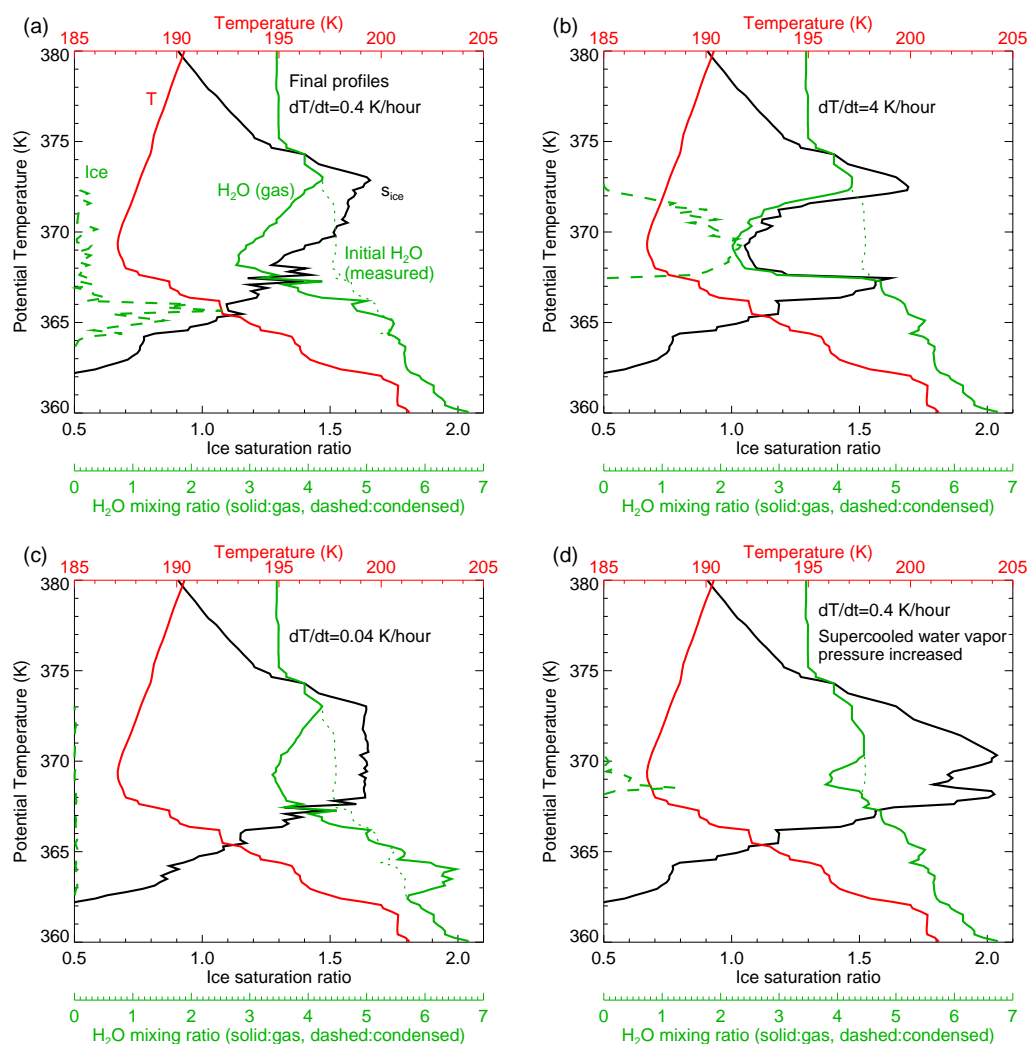 (a)
Temperature (K)
185 190 195 200 205
380
375
370
365
360
Potential Temperature (K)
Final profiles
dT/dt=0.4 K/hour
T
Ice
H₂O (gas)
s_ice
Initial H₂O
(measured)
0.5 1.0 1.5 2.0
Ice saturation ratio
0 1 2 3 4 5 6 7
H₂O mixing ratio (solid:gas, dashed:condensed)
(b)
Temperature (K)
185 190 195 200 205
380
375
370
365
360
Potential Temperature (K)
dT/dt=4 K/hour
0.5 1.0 1.5 2.0
Ice saturation ratio
0 1 2 3 4 5 6 7
H₂O mixing ratio (solid:gas, dashed:condensed)
(c)
Temperature (K)
185 190 195 200 205
380
375
370
365
360
Potential Temperature (K)
dT/dt=0.04 K/hour
0.5 1.0 1.5 2.0
Ice saturation ratio
0 1 2 3 4 5 6 7
H₂O mixing ratio (solid:gas, dashed:condensed)
(d)
Temperature (K)
185 190 195 200 205
380
375
370
365
360
Potential Temperature (K)
dT/dt=0.4 K/hour
Supercooled water vapor
pressure increased
0.5 1.0 1.5 2.0
Ice saturation ratio
0 1 2 3 4 5 6 7
H₂O mixing ratio (solid:gas, dashed:condensed)